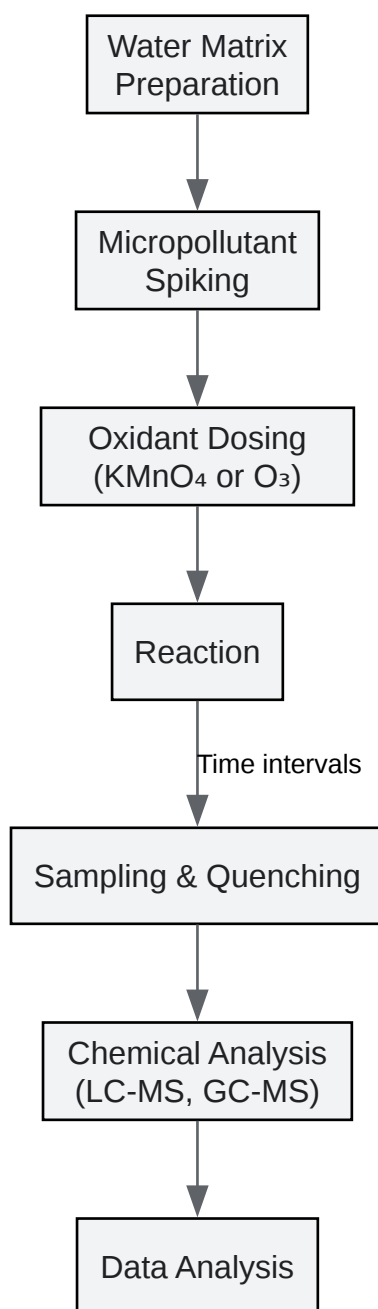 Water Matrix
Preparation
Micropollutant
Spiking
Oxidant Dosing
(KMnO₄ or O₃)
Reaction
Time intervals
Sampling & Quenching
Chemical Analysis
(LC-MS, GC-MS)
Data Analysis